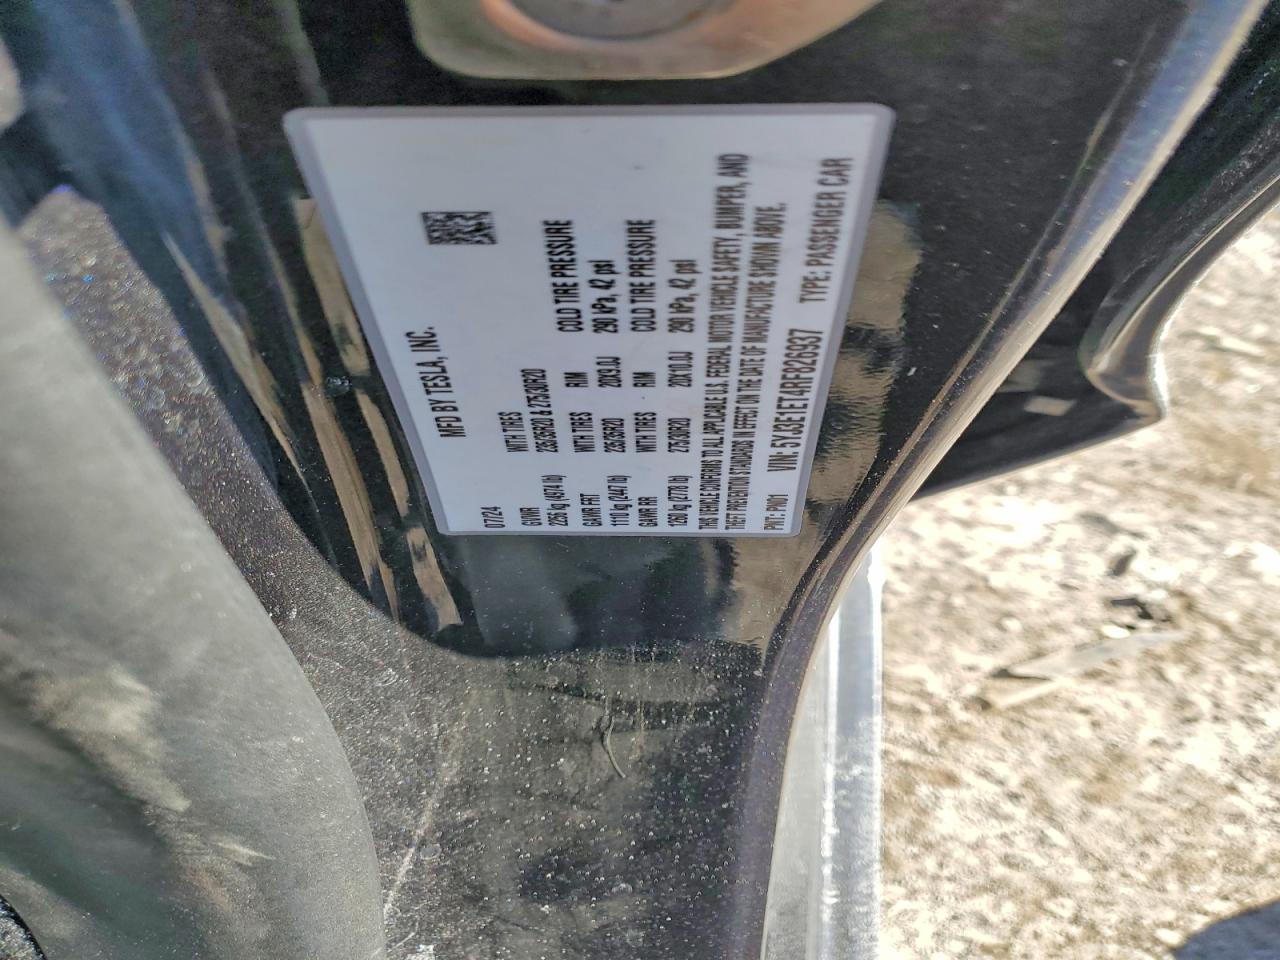 MFD BY TESLA, INC.
07/24
GVWR WITH TIRES
2256 kg (4974 lb) 235/35R20 & 275/30R20
GAWR FRT WITH TIRES RIM COLD TIRE PRESSURE
1110 kg (2447 lb) 235/35R20 20X9.0J 290 kPa, 42 psi
GAWR RR WITH TIRES RIM COLD TIRE PRESSURE
1260 kg (2778 lb) 275/30R20 20X10.0J 290 kPa, 42 psi
THIS VEHICLE CONFORMS TO ALL APPLICABLE U.S. FEDERAL MOTOR VEHICLE SAFETY, BUMPER, AND
THEFT PREVENTION STANDARDS IN EFFECT ON THE DATE OF MANUFACTURE SHOWN ABOVE.
PNT: PN01 VIN: 5YJ3E1ET4RF826937 TYPE: PASSENGER CAR